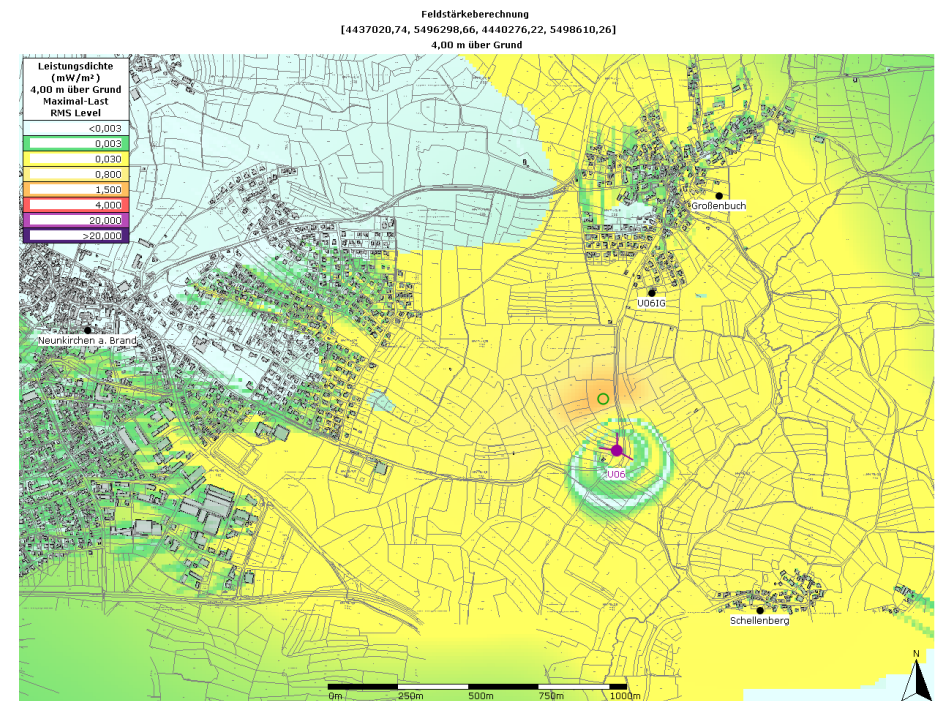 Feldstärkeberechnung
[4437020,74, 5496298,66, 4440276,22, 5498610,26]
4,00 m über Grund
Leistungsdichte
(mW/m²)
4,00 m über Grund
Maximal-Last
RMS Level
<0,003
0,003
0,030
0,800
1,500
4,000
20,000
>20,000
Großenbuch
U06IG
Neunkirchen a. Brand
U06
Schellenberg
N
0m 250m 500m 750m 1000m